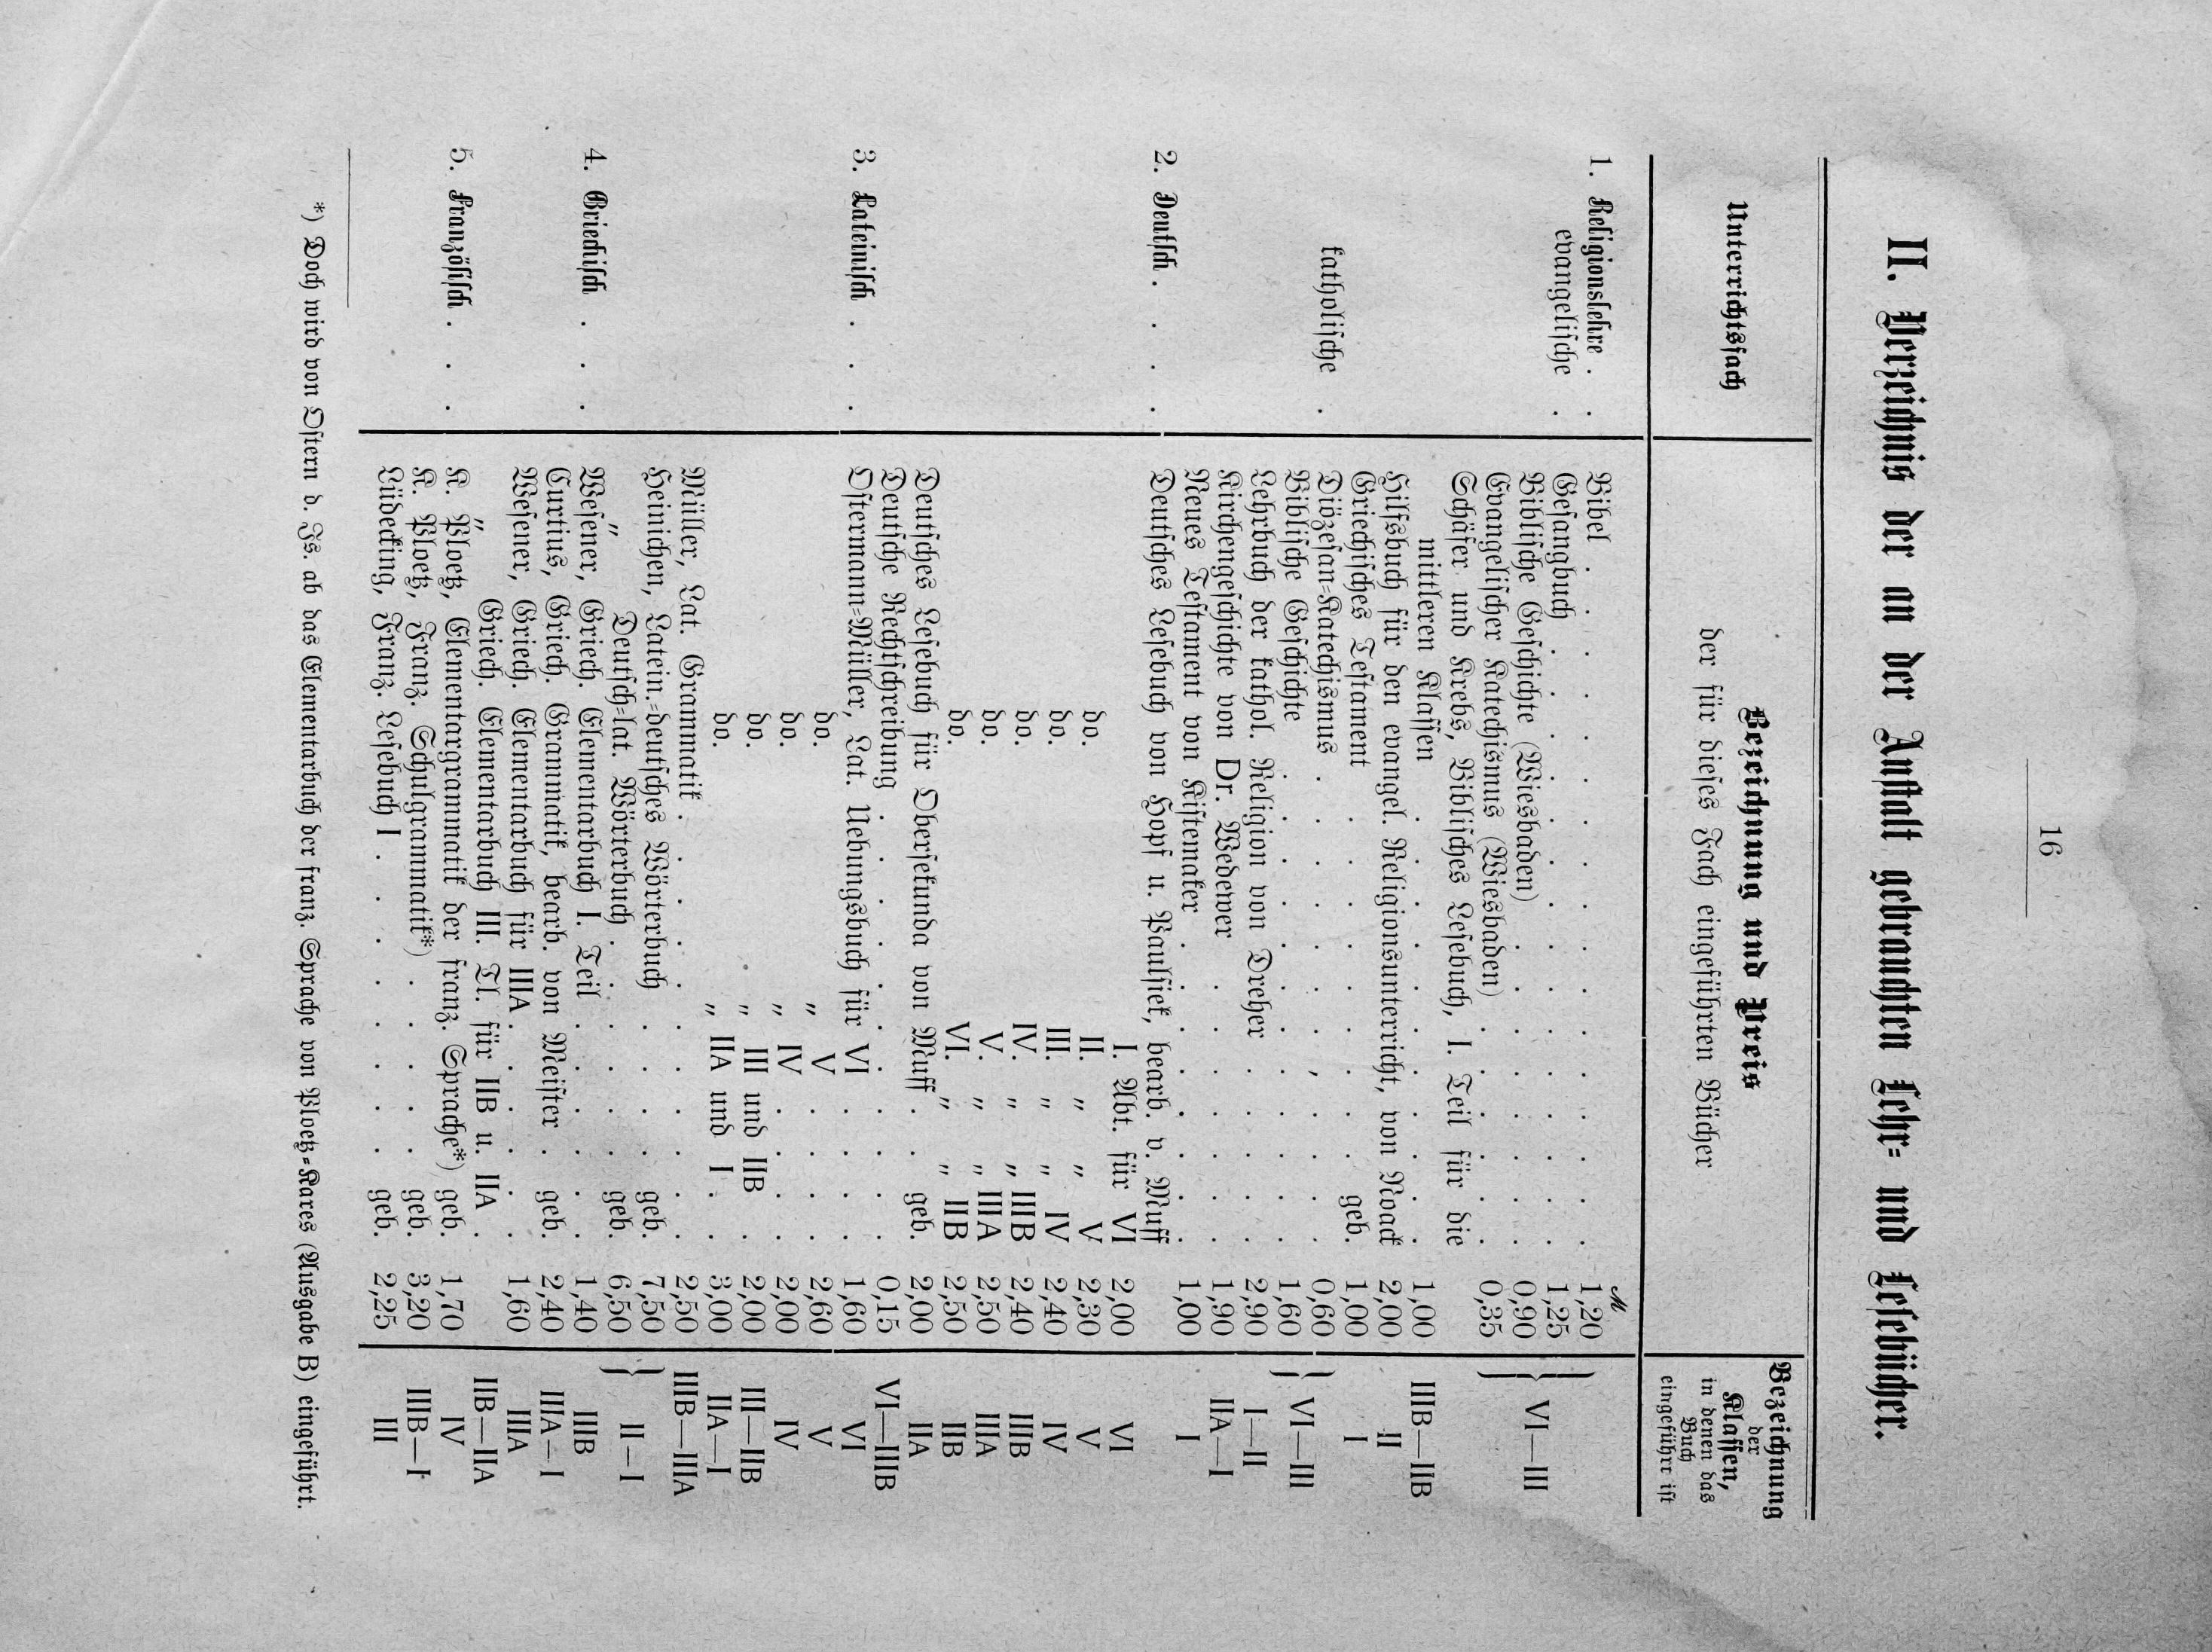 16
II. Verzeichnis der an der Anstalt gebrauchten Lehr- und Lesebücher.
Unterrichtsfach
Bezeichnung und Preis
der für dieses Fach eingeführten Bücher
Bezeichnung
der
Klassen,
in denen das
Buch
eingeführt ist
ℳ
1. Religionslehre . . Bibel . . . . . . . . . . 1,20
evangelische . Gesangbuch . . . . . . . . . 1,25
Biblische Geschichte (Wiesbaden) . . . . . 0,90 } VI—III
Evangelischer Katechismus (Wiesbaden) . . . . 0,35
Schäfer und Krebs, Biblisches Lesebuch, I. Teil für die
mittleren Klassen . . . . . . . 1,00 IIIB—IIB
Hilfsbuch für den evangel. Religionsunterricht, von Noack 2,00 II
Griechisches Testament . . . . . geb. 1,00 I
katholische . Diözesan-Katechismus . . . . . . . 0,60 } VI—III
Biblische Geschichte . . . . . . . 1,60
Lehrbuch der kathol. Religion von Dreher . . . 2,90 I—II
Kirchengeschichte von Dr. Wedewer . . . . 1,90 IIA—I
Neues Testament von Kistemaker . . . . . 1,00 I
2. Deutsch . . . Deutsches Lesebuch von Hopf u. Paulsiek, bearb. v. Muff
I. Abt. für VI 2,00 VI
do. II. „ „ V 2,30 V
do. III. „ „ IV 2,40 IV
do. IV. „ „ IIIB 2,40 IIIB
do. V. „ „ IIIA 2,50 IIIA
do. VI. „ „ IIB 2,50 IIB
Deutsches Lesebuch für Obersekunda von Muff . . geb. 2,00 IIA
Deutsche Rechtschreibung . . . . . . 0,15 VI—IIIB
3. Lateinisch . . . Ostermann-Müller, Lat. Uebungsbuch für VI . . . 1,60 VI
do. „ V . . . 2,60 V
do. „ IV . . . 2,00 IV
do. „ III und IIB . 2,00 III—IIB
do. „ IIA und I . . 3,00 IIA—I
Müller, Lat. Grammatik . . . . . . . 2,50 IIIB—IIIA
Heinichen, Latein.-deutsches Wörterbuch . . . geb. 7,50 } II—I
„ Deutsch-lat. Wörterbuch . . . . geb. 6,50
4. Griechisch . . . Wesener, Griech. Elementarbuch I. Teil . . . . 1,40 IIIB
Curtius, Griech. Grammatik, bearb. von Meister . geb. 2,40 IIIA—I
Wesener, Griech. Elementarbuch für IIIA . . . . 1,60 IIIA
„ Griech. Elementarbuch III. Tl. für IIB u. IIA . IIB—IIA
5. Französisch . . . K. Ploetz, Elementargrammatik der franz. Sprache*) geb. 1,70 IV
K. Ploetz, Franz. Schulgrammatik*) . . . geb. 3,20 IIIB—I
Lüdecking, Franz. Lesebuch I . . . . . geb. 2,25 III
*) Doch wird von Ostern d. Js. ab das Elementarbuch der franz. Sprache von Ploetz-Kares (Ausgabe B) eingeführt.